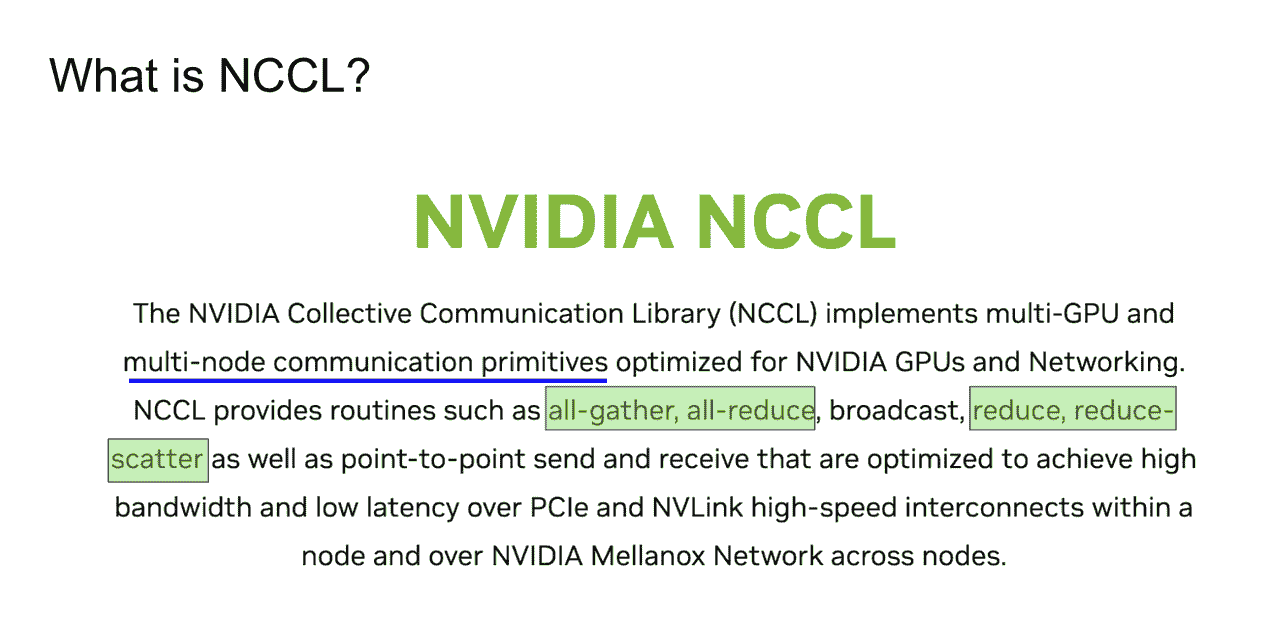 What is NCCL?
NVIDIA NCCL
The NVIDIA Collective Communication Library (NCCL) implements multi-GPU and
multi-node communication primitives optimized for NVIDIA GPUs and Networking.
NCCL provides routines such as all-gather, all-reduce, broadcast, reduce, reduce-
scatter as well as point-to-point send and receive that are optimized to achieve high
bandwidth and low latency over PCIe and NVLink high-speed interconnects within a
node and over NVIDIA Mellanox Network across nodes.